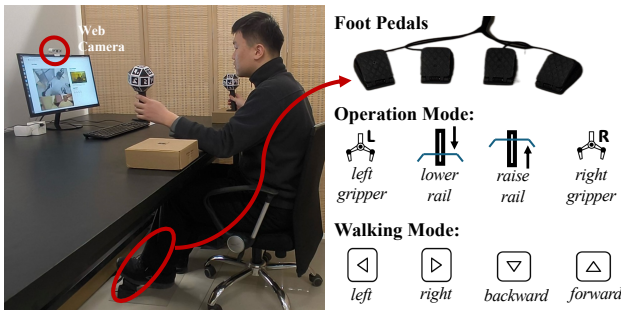 Web
Camera
Foot Pedals
Operation Mode:
L
R
left
gripper
lower
rail
raise
rail
right
gripper
Walking Mode:
left
right
backward
forward